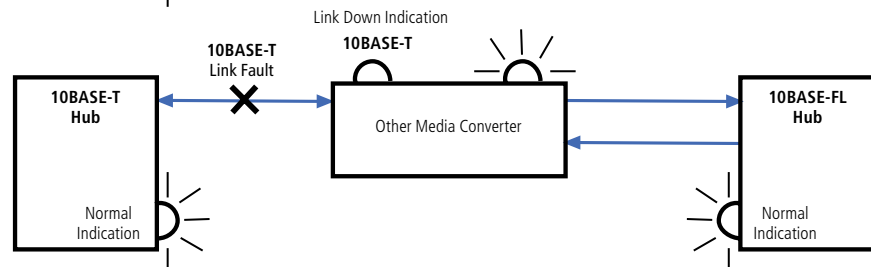 Link Down Indication
10BASE-T
10BASE-T
Link Fault
10BASE-T
Hub
Other Media Converter
10BASE-FL
Hub
Normal
Indication
Normal
Indication